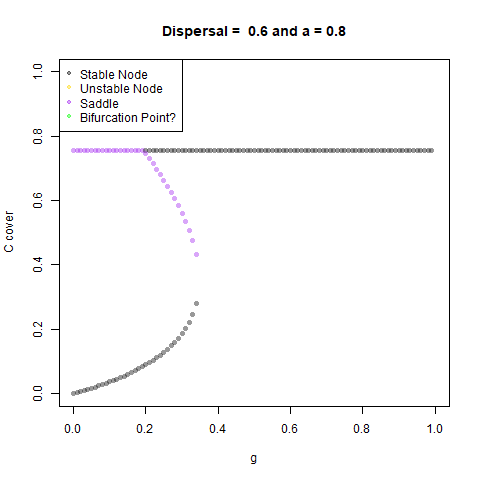 Dispersal =  0.6 and a = 0.8
Stable Node
Unstable Node
Saddle
Bifurcation Point?
C cover
1.0
0.8
0.6
0.4
0.2
0.0
0.0 0.2 0.4 0.6 0.8 1.0
g